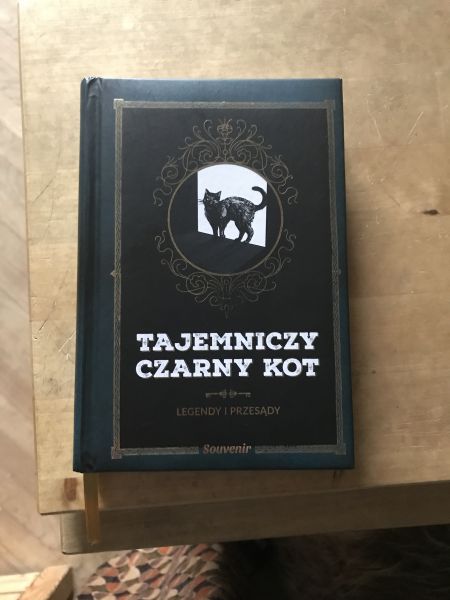 TAJEMNICZY
CZARNY KOT
LEGENDY I PRZESĄDY
Souvenir